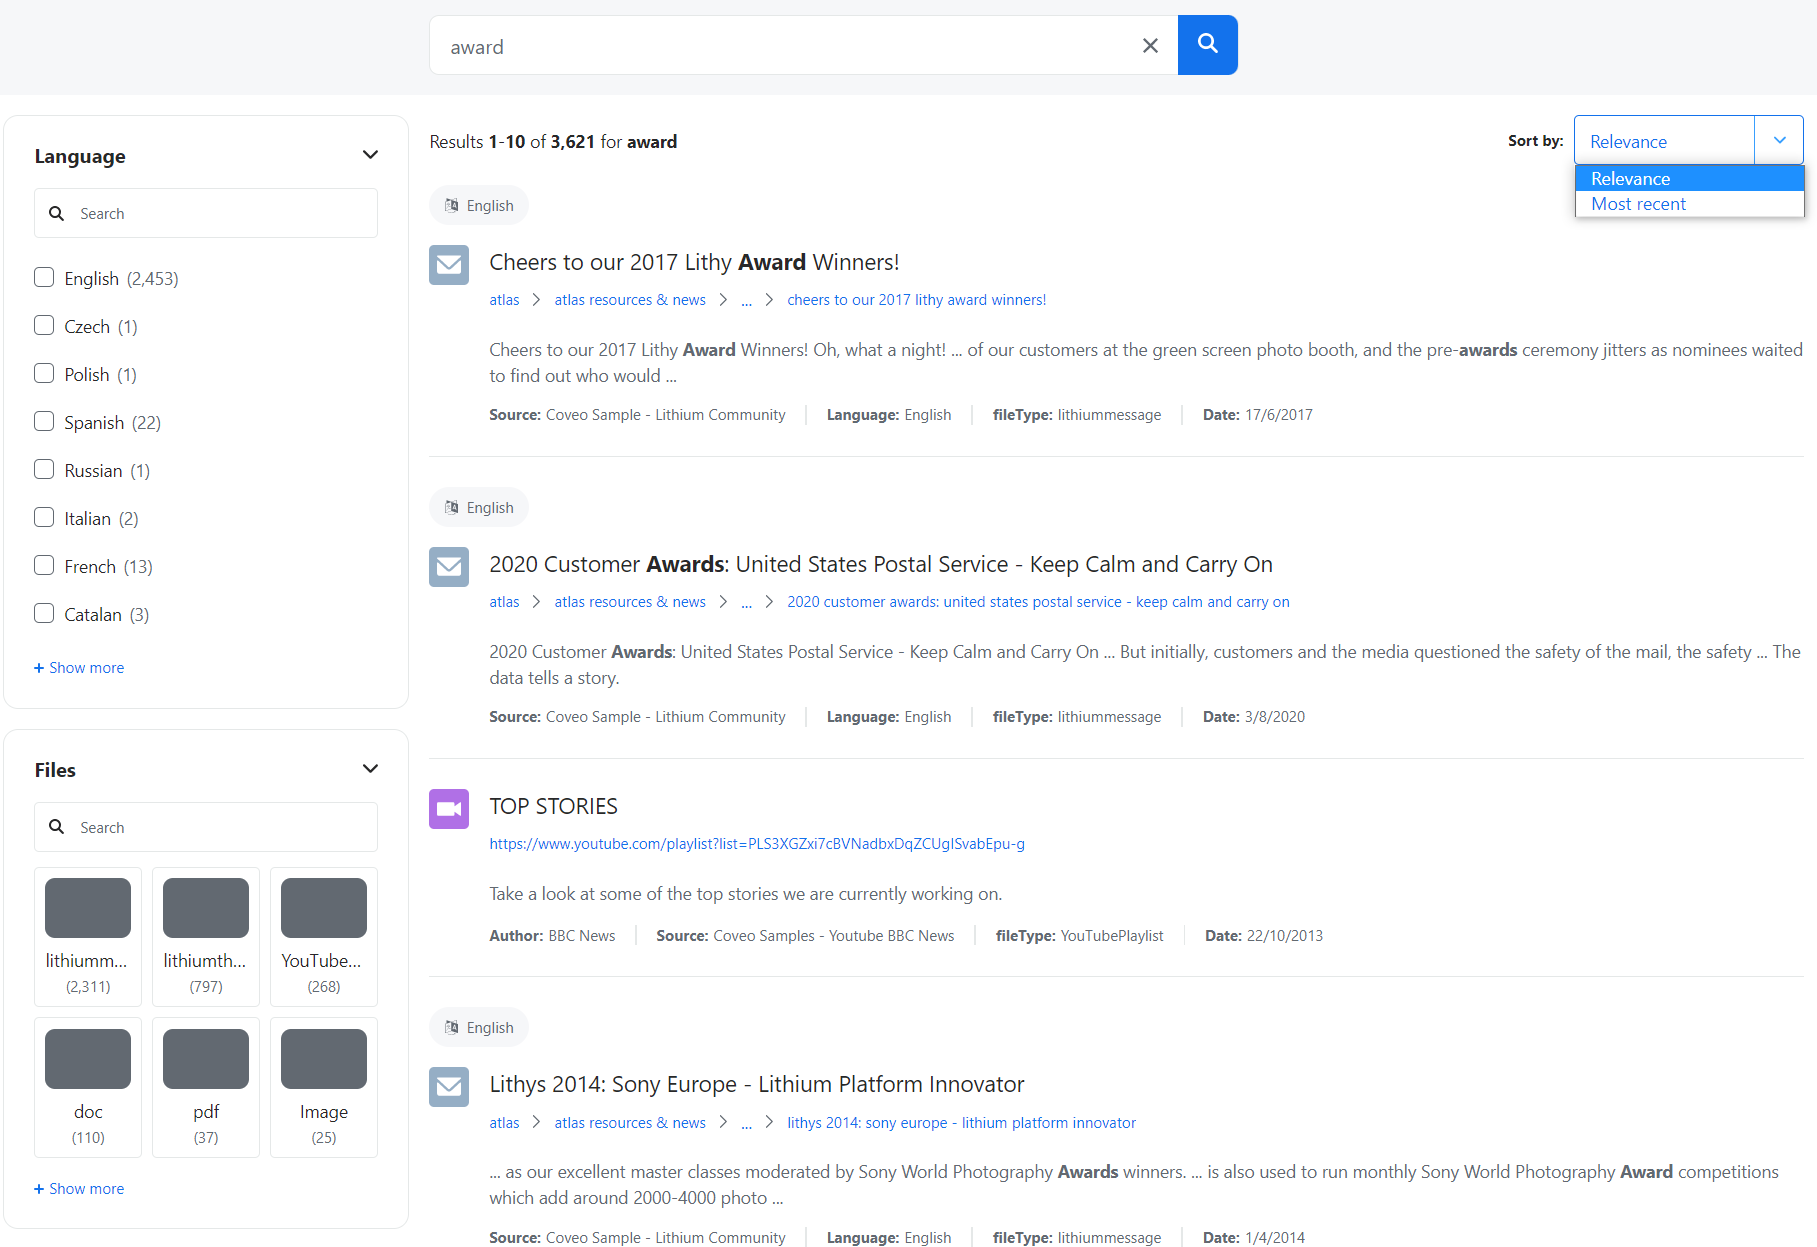 award
Language
Search
English (2,453)
Czech (1)
Polish (1)
Spanish (22)
Russian (1)
Italian (2)
French (13)
Catalan (3)
+ Show more
Files
Search
lithiumm... (2,311)
lithiumth... (797)
YouTube... (268)
doc (110)
pdf (37)
Image (25)
+ Show more
Results 1-10 of 3,621 for award
Sort by: Relevance
Relevance
Most recent
English
Cheers to our 2017 Lithy Award Winners!
atlas > atlas resources & news > ... > cheers to our 2017 lithy award winners!
Cheers to our 2017 Lithy Award Winners! Oh, what a night! ... of our customers at the green screen photo booth, and the pre-awards ceremony jitters as nominees waited
to find out who would ...
Source: Coveo Sample - Lithium Community Language: English fileType: lithiummessage Date: 17/6/2017
English
2020 Customer Awards: United States Postal Service - Keep Calm and Carry On
atlas > atlas resources & news > ... > 2020 customer awards: united states postal service - keep calm and carry on
2020 Customer Awards: United States Postal Service - Keep Calm and Carry On ... But initially, customers and the media questioned the safety of the mail, the safety ... The
data tells a story.
Source: Coveo Sample - Lithium Community Language: English fileType: lithiummessage Date: 3/8/2020
TOP STORIES
https://www.youtube.com/playlist?list=PLS3XGZxi7cBVNadbxDqZCUgISvabEpu-g
Take a look at some of the top stories we are currently working on.
Author: BBC News Source: Coveo Samples - Youtube BBC News fileType: YouTubePlaylist Date: 22/10/2013
English
Lithys 2014: Sony Europe - Lithium Platform Innovator
atlas > atlas resources & news > ... > lithys 2014: sony europe - lithium platform innovator
... as our excellent master classes moderated by Sony World Photography Awards winners. ... is also used to run monthly Sony World Photography Award competitions
which add around 2000-4000 photo ...
Source: Coveo Sample - Lithium Community Language: English fileType: lithiummessage Date: 1/4/2014